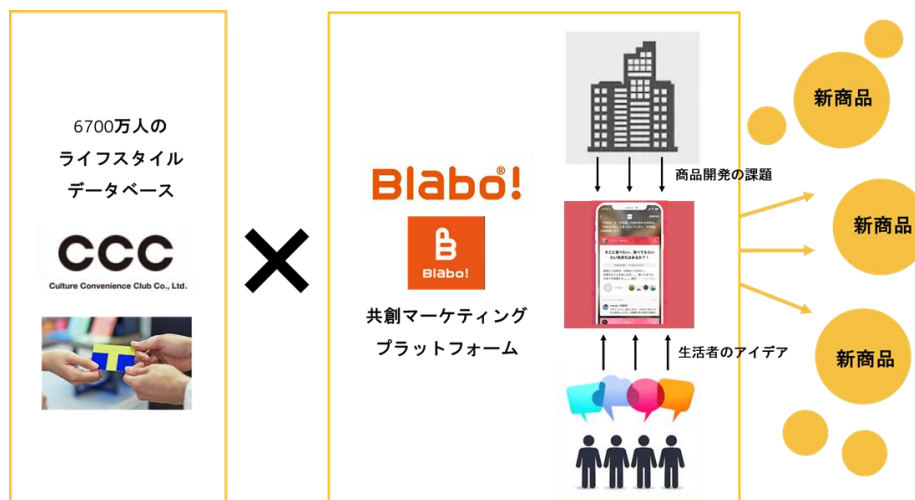 6700万人の
ライフスタイル
データベース
CCC
Culture Convenience Club Co., Ltd.
Blabo!
®
B
Blabo!
共創マーケティング
プラットフォーム
商品開発の課題
生活者のアイデア
新商品
新商品
新商品